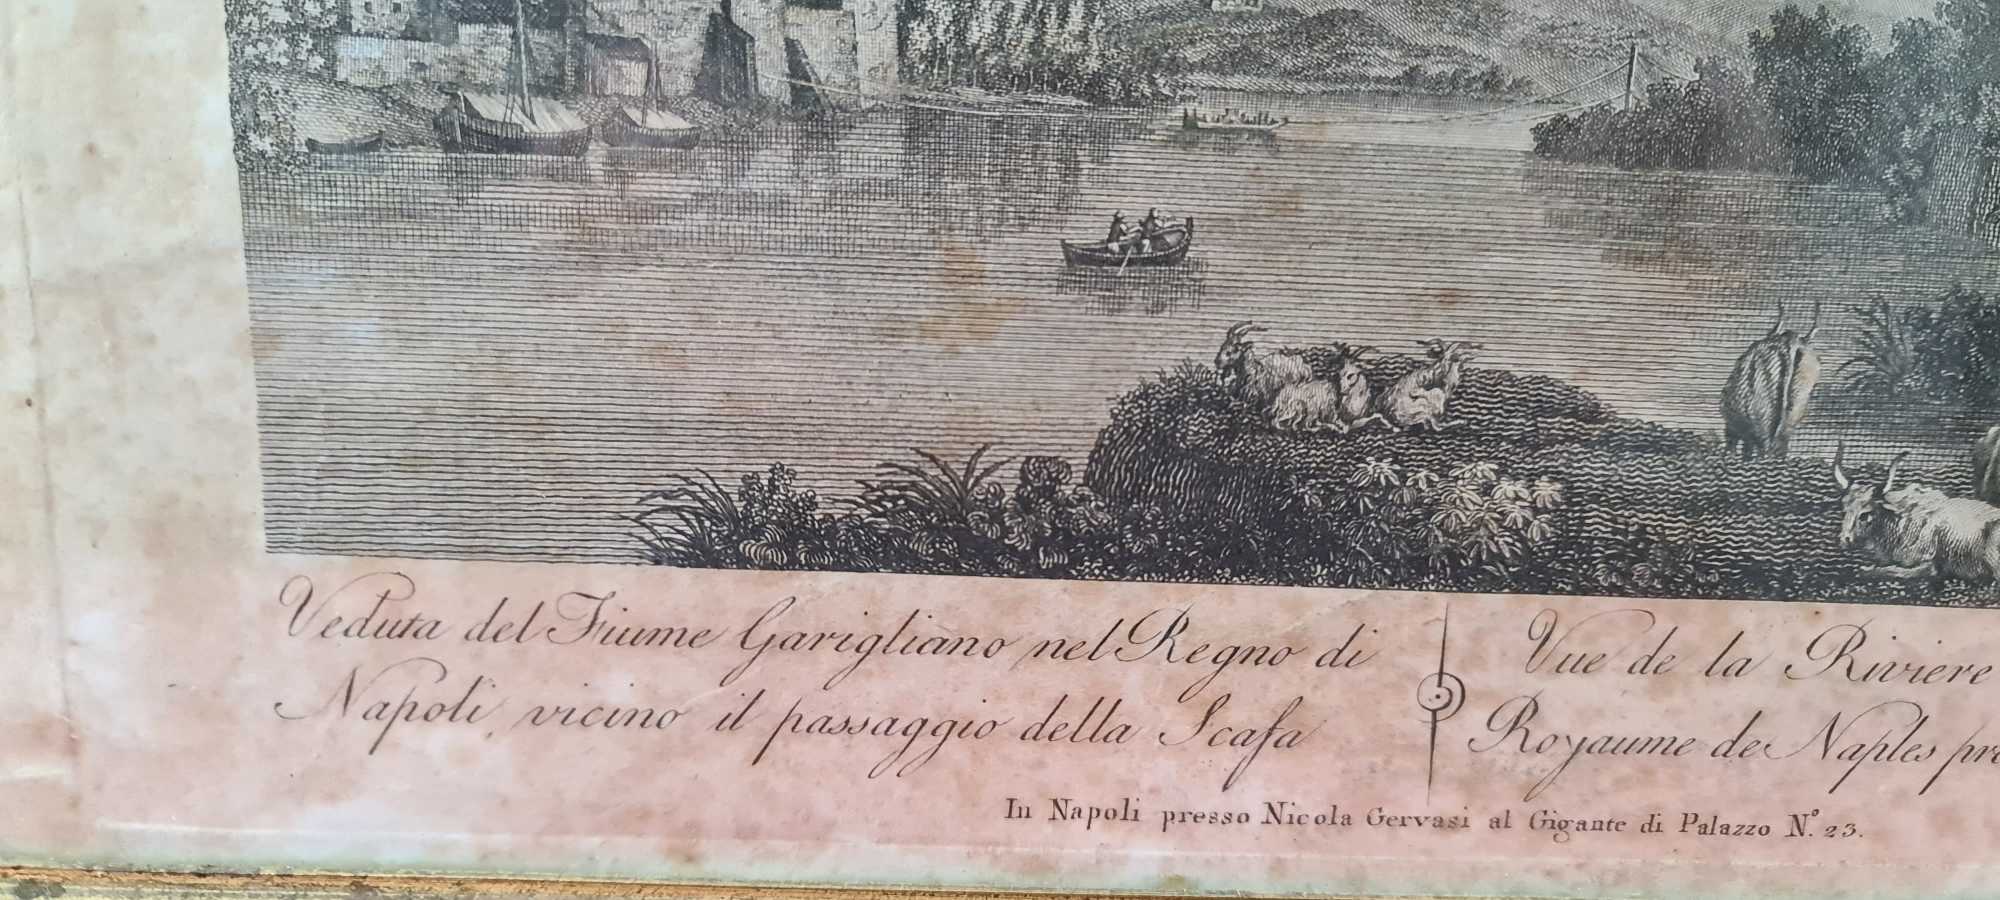 Veduta del Fiume Garigliano nel Regno di
Napoli, vicino il passaggio della Scafa
Vue de la Riviere
Royaume de Naples
In Napoli presso Nicola Gervasi al Gigante di Palazzo N.º 23.